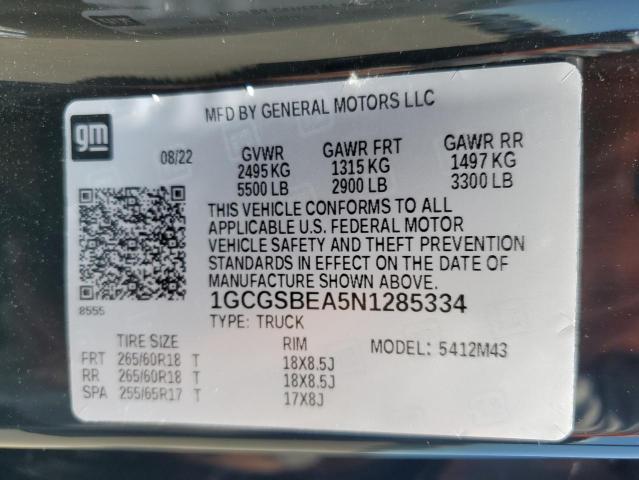 MFD BY GENERAL MOTORS LLC
gm
08/22 GVWR GAWR FRT GAWR RR
2495 KG 1315 KG 1497 KG
5500 LB 2900 LB 3300 LB
THIS VEHICLE CONFORMS TO ALL
APPLICABLE U.S. FEDERAL MOTOR
VEHICLE SAFETY AND THEFT PREVENTION
STANDARDS IN EFFECT ON THE DATE OF
MANUFACTURE SHOWN ABOVE.
8555 1GCGSBEA5N1285334
TYPE: TRUCK
TIRE SIZE RIM MODEL: 5412M43
FRT 265/60R18 T 18X8.5J
RR 265/60R18 T 18X8.5J
SPA 255/65R17 T 17X8J